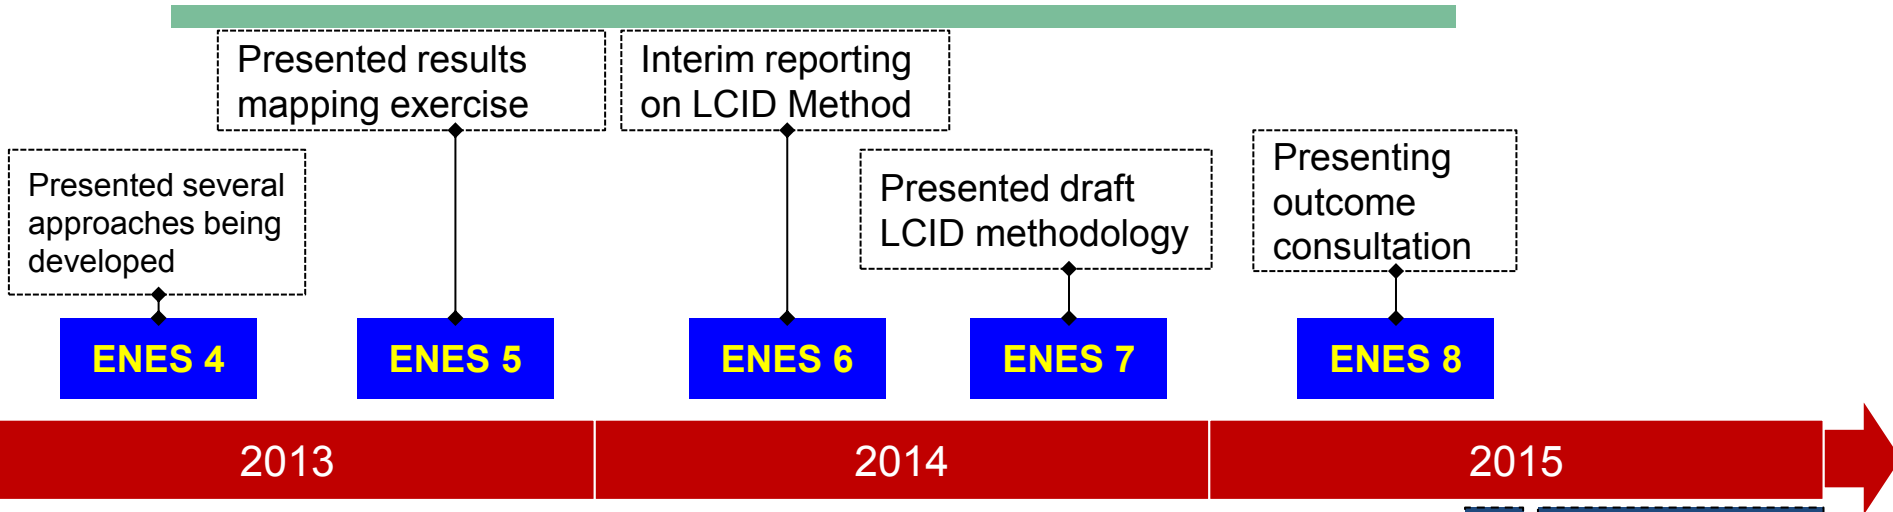 Presented results
mapping exercise
Interim reporting
on LCID Method
Presented several
approaches being
developed
Presented draft
LCID methodology
Presenting
outcome
consultation
ENES 4
ENES 5
ENES 6
ENES 7
ENES 8
2013
2014
2015